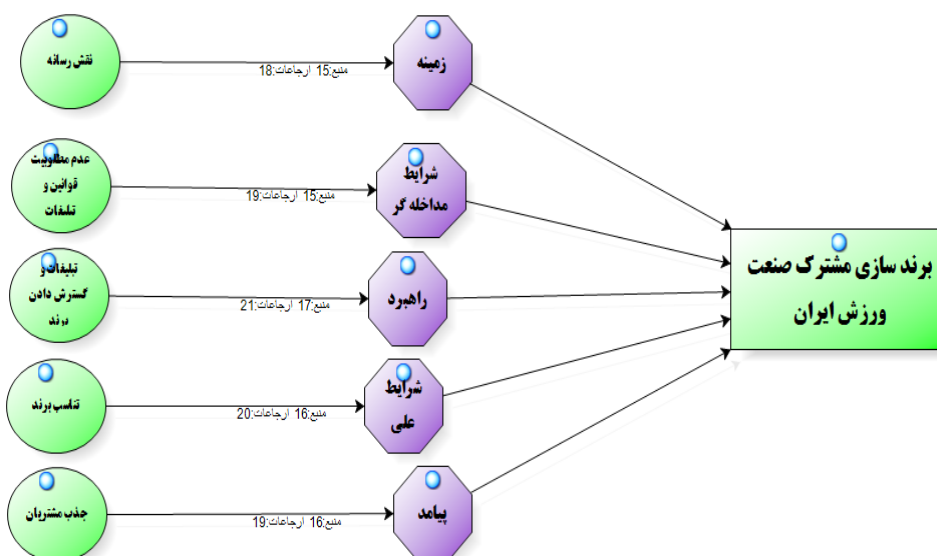 نقش رسانه
منبع:15 ارجاعات:18
زمینه
عدم مطلوبیت
قوانین و
تبلیغات
منبع:15 ارجاعات:19
شرایط
مداخله گر
تبلیغات و
گسترش دادن
برند
منبع:17 ارجاعات:21
راهبرد
تناسب برند
منبع:16 ارجاعات:20
شرایط
علی
جذب مشتریان
منبع:16 ارجاعات:19
پیامد
برند سازی مشترک صنعت
ورزش ایران